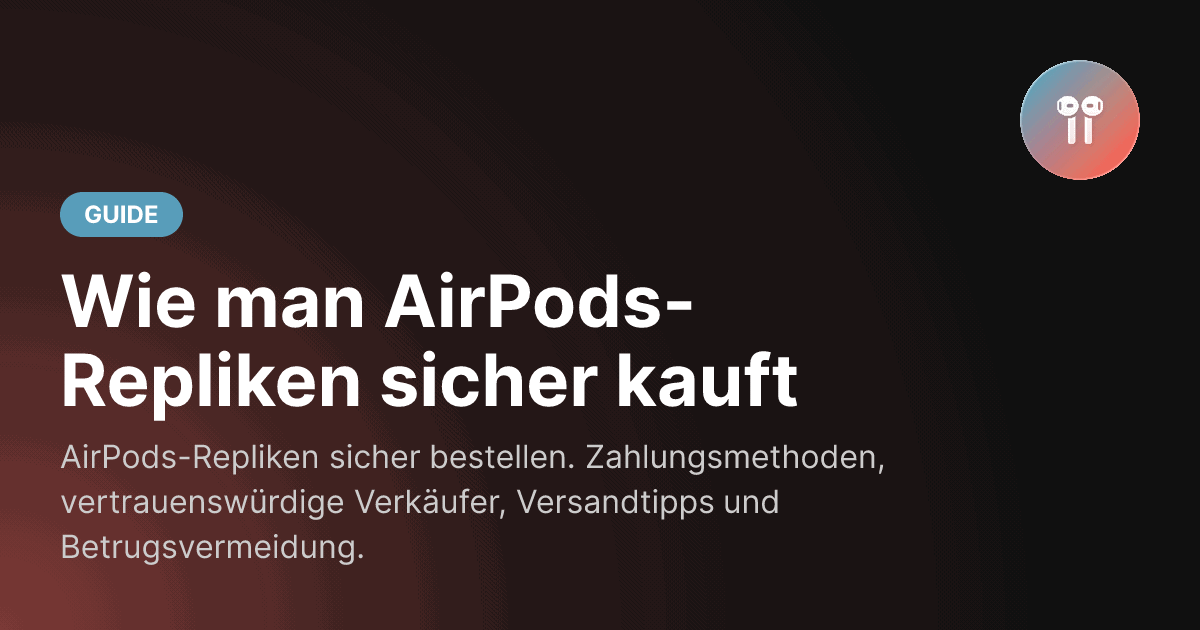 GUIDE
Wie man AirPods-
Repliken sicher kauft
AirPods-Repliken sicher bestellen. Zahlungsmethoden,
vertrauenswürdige Verkäufer, Versandtipps und
Betrugsvermeidung.